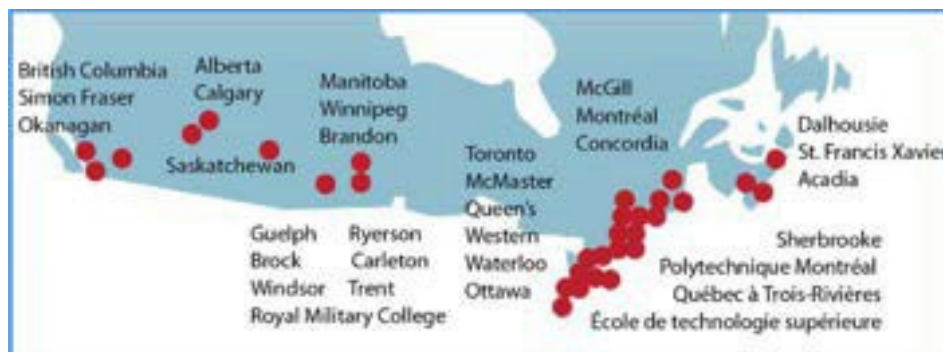 British Columbia
Simon Fraser
Okanagan
Alberta
Calgary
Saskatchewan
Manitoba
Winnipeg
Brandon
Guelph Ryerson
Brock Carleton
Windsor Trent
Royal Military College
Toronto
McMaster
Queen's
Western
Waterloo
Ottawa
McGill
Montréal
Concordia
Dalhousie
St. Francis Xavier
Acadia
Sherbrooke
Polytechnique Montréal
Québec à Trois-Rivières
École de technologie supérieure